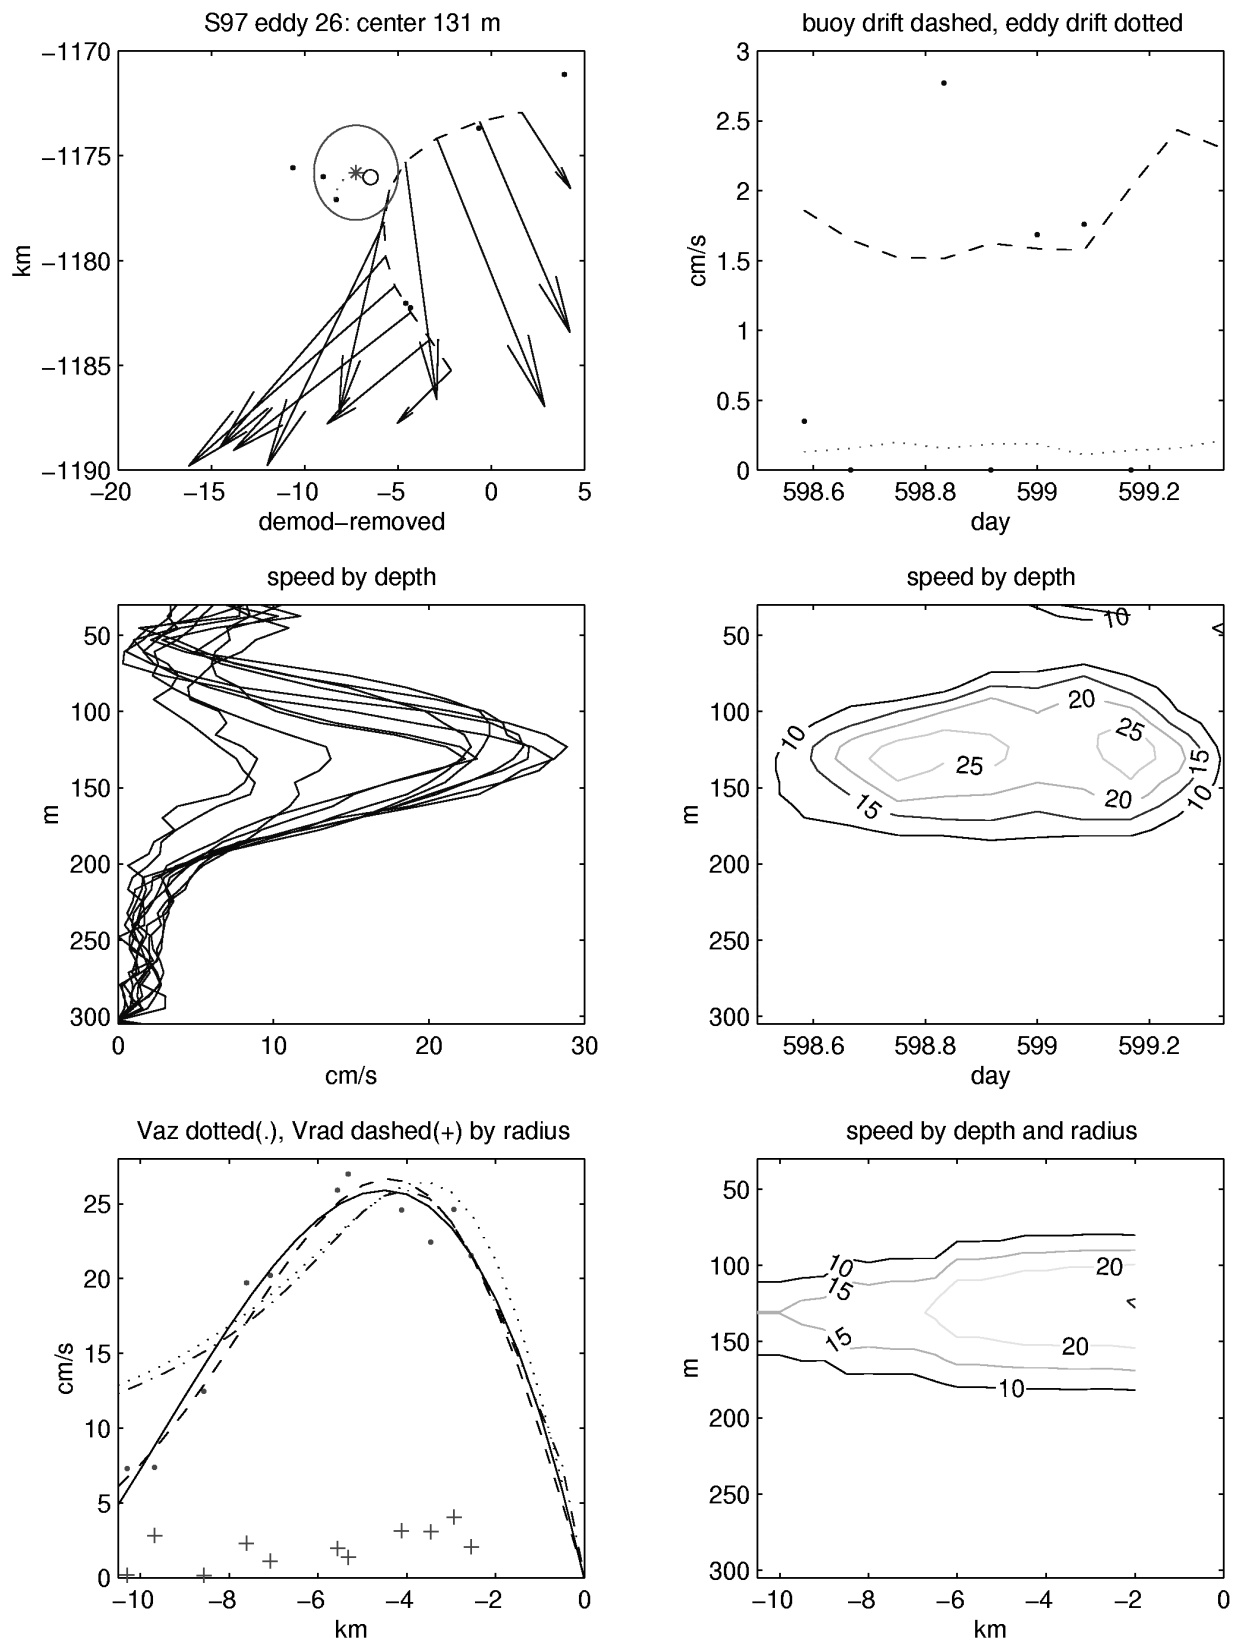 S97 eddy 26: center 131 m
−1170
−1175
−1180
−1185
−1190
km
−20 −15 −10 −5 0 5
demod−removed
buoy drift dashed, eddy drift dotted
3
2.5
2
1.5
1
0.5
0
cm/s
598.6 598.8 599 599.2
day
speed by depth
50
100
150
200
250
300
m
0 10 20 30
cm/s
speed by depth
50
100
150
200
250
300
m
10
20
25
10
25
15
15
20
10
598.6 598.8 599 599.2
day
Vaz dotted(.), Vrad dashed(+) by radius
25
20
15
10
5
0
cm/s
−10 −8 −6 −4 −2 0
km
speed by depth and radius
50
100
150
200
250
300
m
10
20
15
15
20
10
−10 −8 −6 −4 −2 0
km